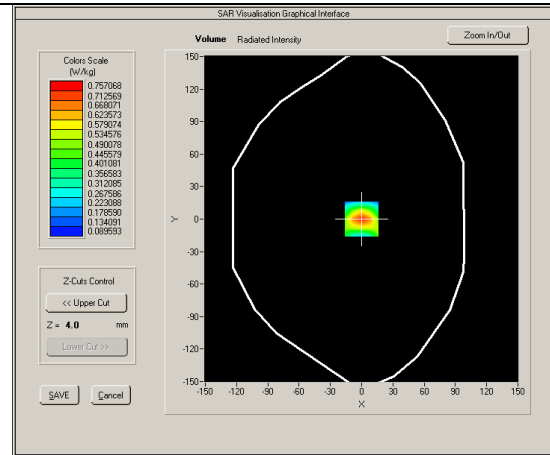 SAR Visualisation Graphical Interface
Volume Radiated Intensity
Zoom In/Out
Colors Scale
(W/kg)
0.757068
0.712569
0.668071
0.623573
0.579074
0.534576
0.490078
0.445579
0.401081
0.356583
0.312085
0.267586
0.223088
0.178590
0.134091
0.089593
Z-Cuts Control
<< Upper Cut
Z = 4.0 mm
Lower Cut >>
SAVE Cancel
150
120
90
60
30
Y 0
-30
-60
-90
-120
-150
-150 -120 -90 -60 -30 0 30 60 90 120 150
X